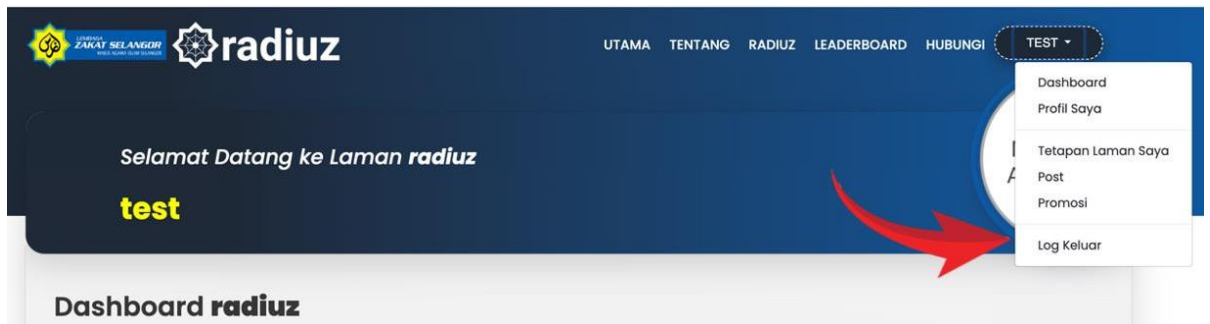 LEMBAGA
ZAKAT SELANGOR
radiuz
UTAMA TENTANG RADIUZ LEADERBOARD HUBUNGI TEST
Dashboard
Profil Saya
Tetapan Laman Saya
Post
Promosi
Log Keluar
Selamat Datang ke Laman radiuz
test
Dashboard radiuz